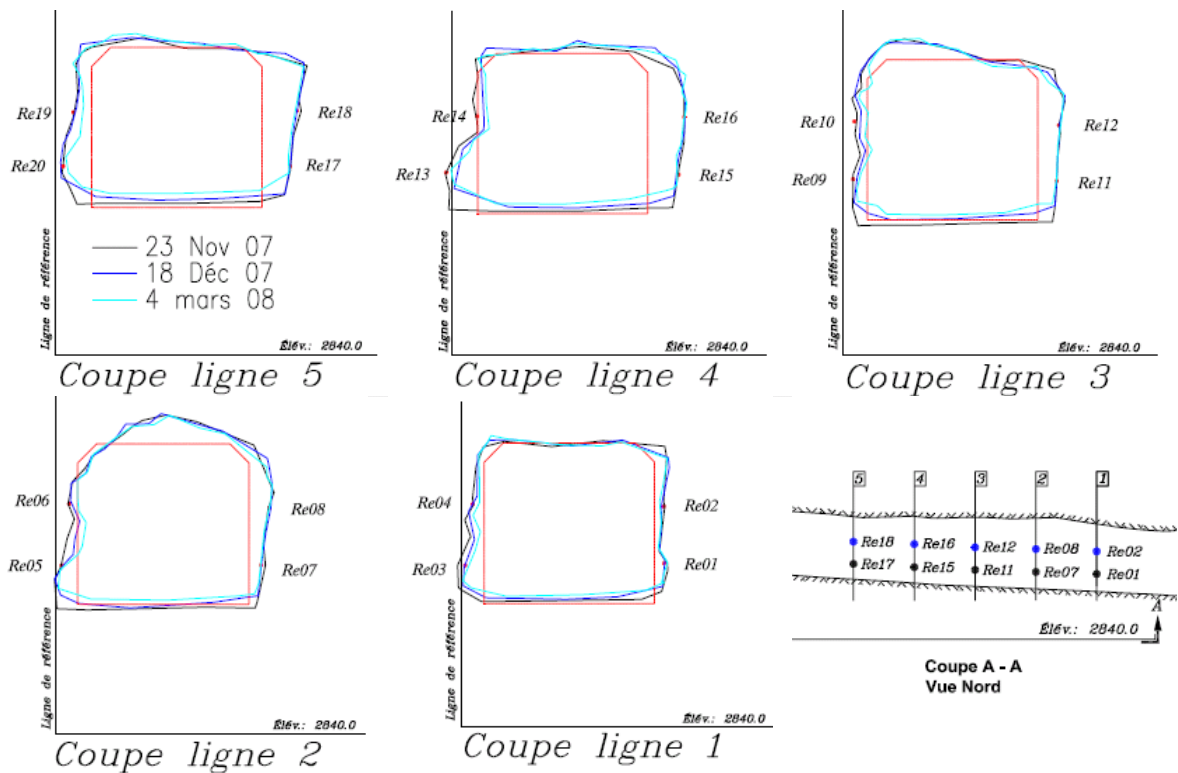 Re19
Re18
Re20
Re17
23 Nov 07
18 Déc 07
4 mars 08
Ligne de référence
Élév.: 2840.0
Coupe ligne 5
Re14
Re16
Re13
Re15
Ligne de référence
Élév.: 2840.0
Coupe ligne 4
Re10
Re12
Re09
Re11
Ligne de référence
Élév.: 2840.0
Coupe ligne 3
Re06
Re08
Re05
Re07
Ligne de référence
Élév.: 2840.0
Coupe ligne 2
Re04
Re02
Re03
Re01
Ligne de référence
Élév.: 2840.0
Coupe ligne 1
5 4 3 2 1
Re18 Re16 Re12 Re08 Re02
Re17 Re15 Re11 Re07 Re01
A
Élév.: 2840.0
Coupe A - A
Vue Nord